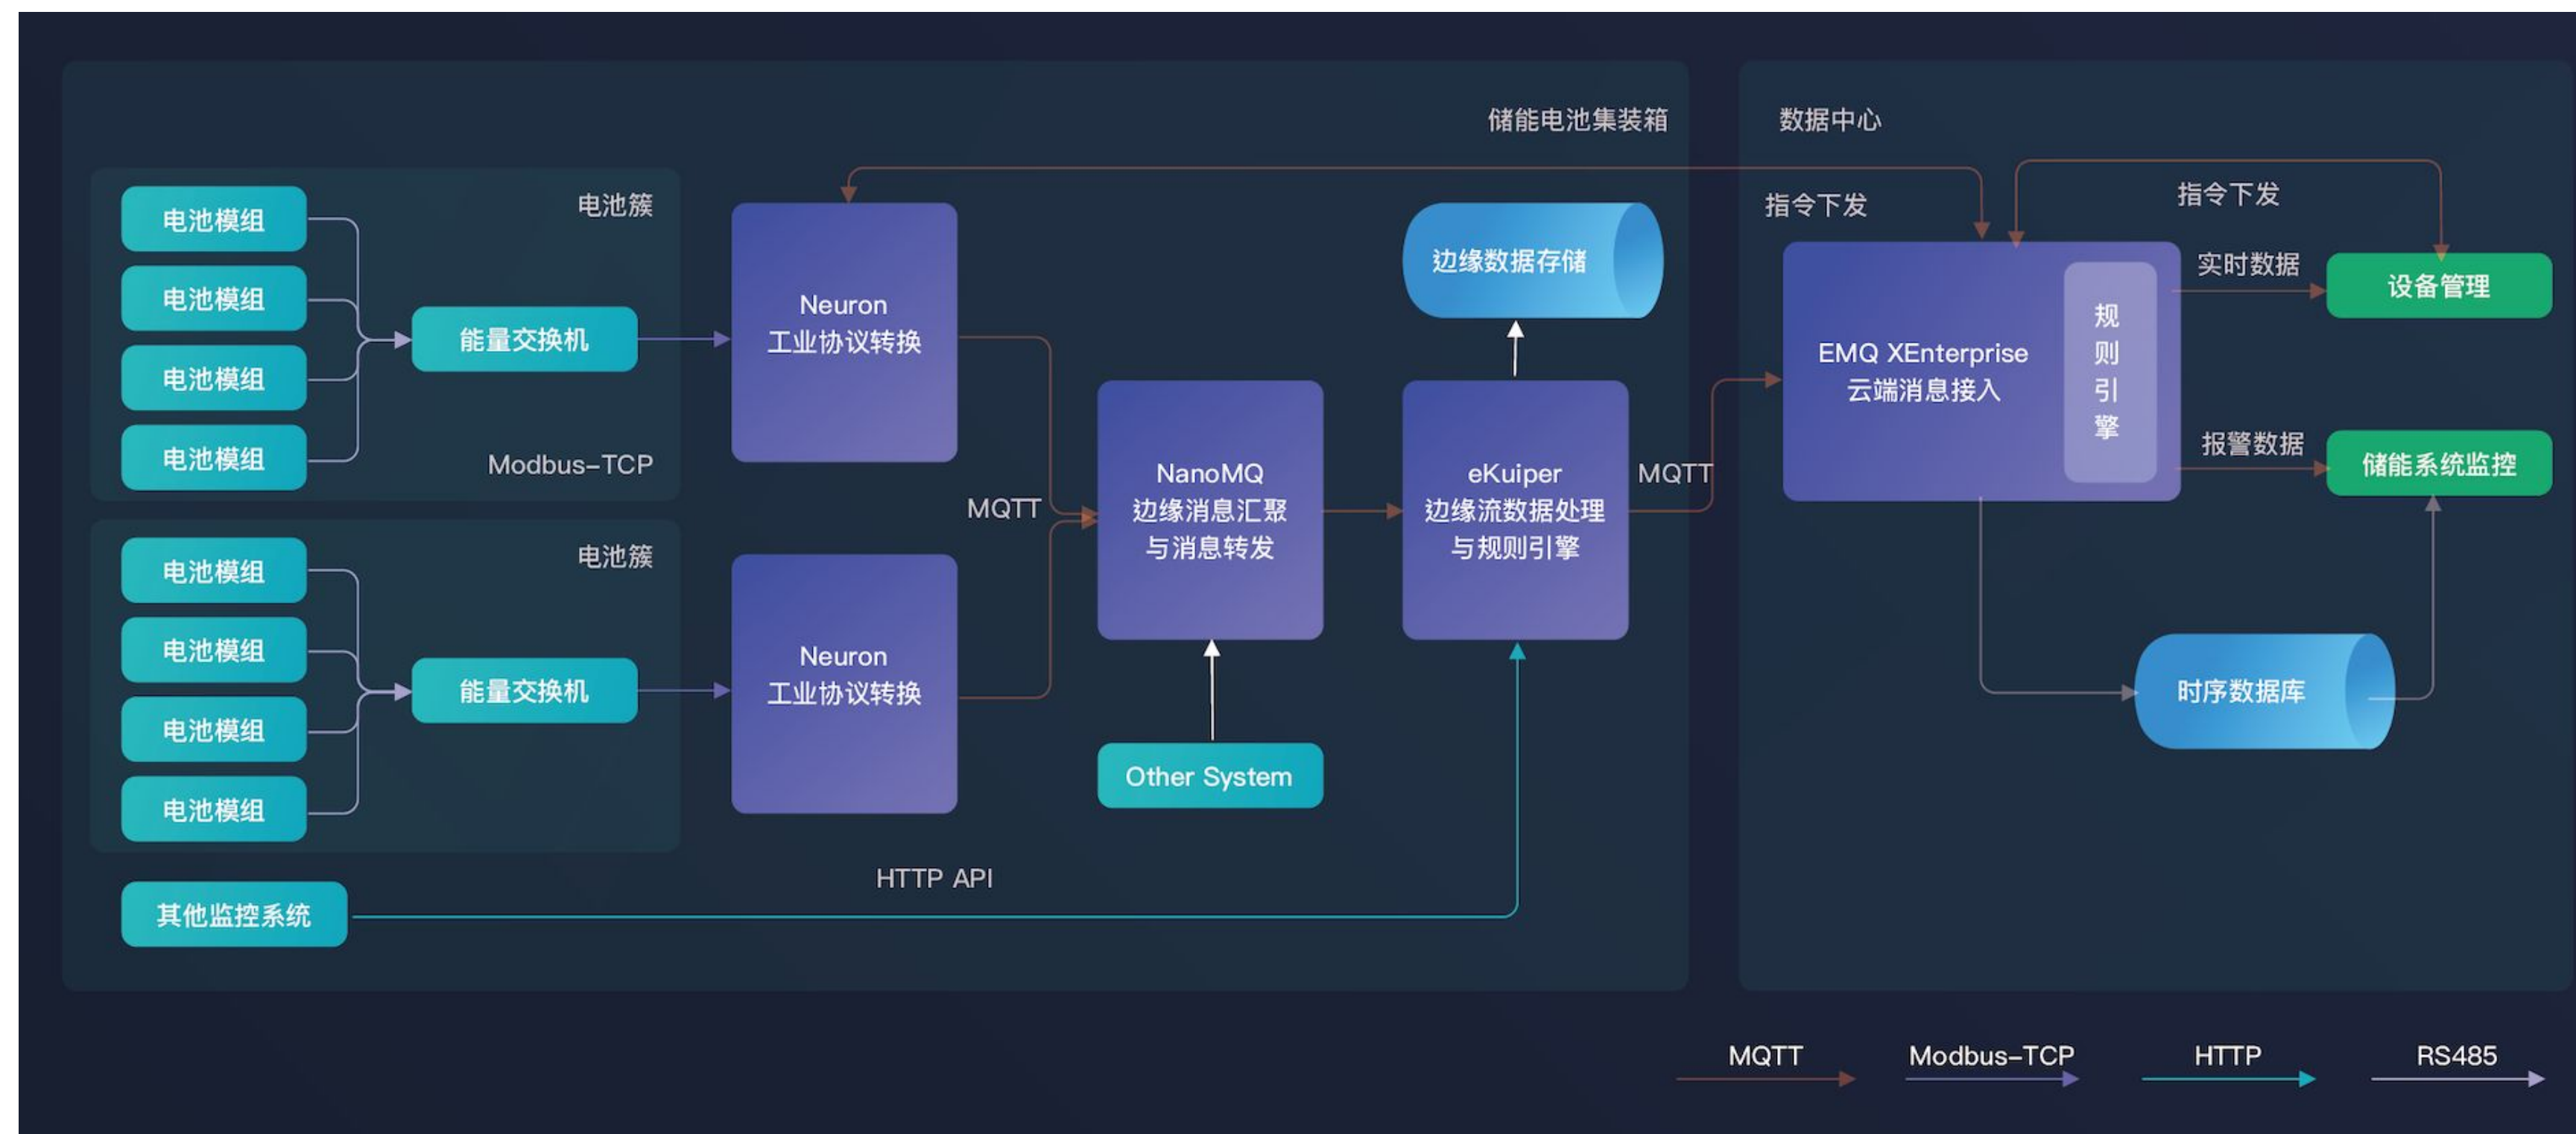 储能电池集装箱
电池簇
电池模组
电池模组
电池模组
电池模组
能量交换机
Modbus-TCP
电池簇
电池模组
电池模组
电池模组
电池模组
能量交换机
其他监控系统
HTTP API
Neuron
工业协议转换
Neuron
工业协议转换
MQTT
NanoMQ
边缘消息汇聚
与消息转发
Other System
边缘数据存储
eKuiper
边缘流数据处理
与规则引擎
MQTT
数据中心
指令下发
指令下发
EMQ XEnterprise
云端消息接入
规
则
引
擎
实时数据
设备管理
报警数据
储能系统监控
时序数据库
MQTT
Modbus-TCP
HTTP
RS485